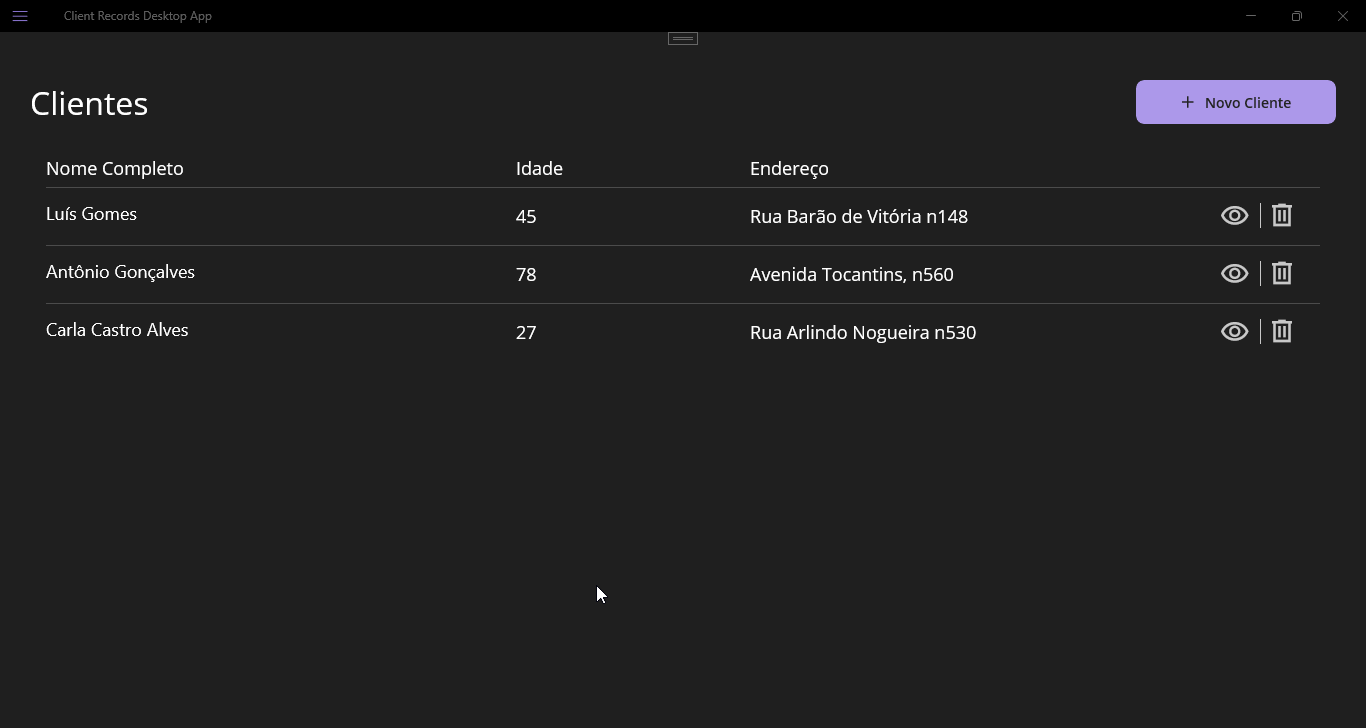 Client Records Desktop App
Clientes
+ Novo Cliente
Nome Completo Idade Endereço
Luís Gomes 45 Rua Barão de Vitória n148
Antônio Gonçalves 78 Avenida Tocantins, n560
Carla Castro Alves 27 Rua Arlindo Nogueira n530